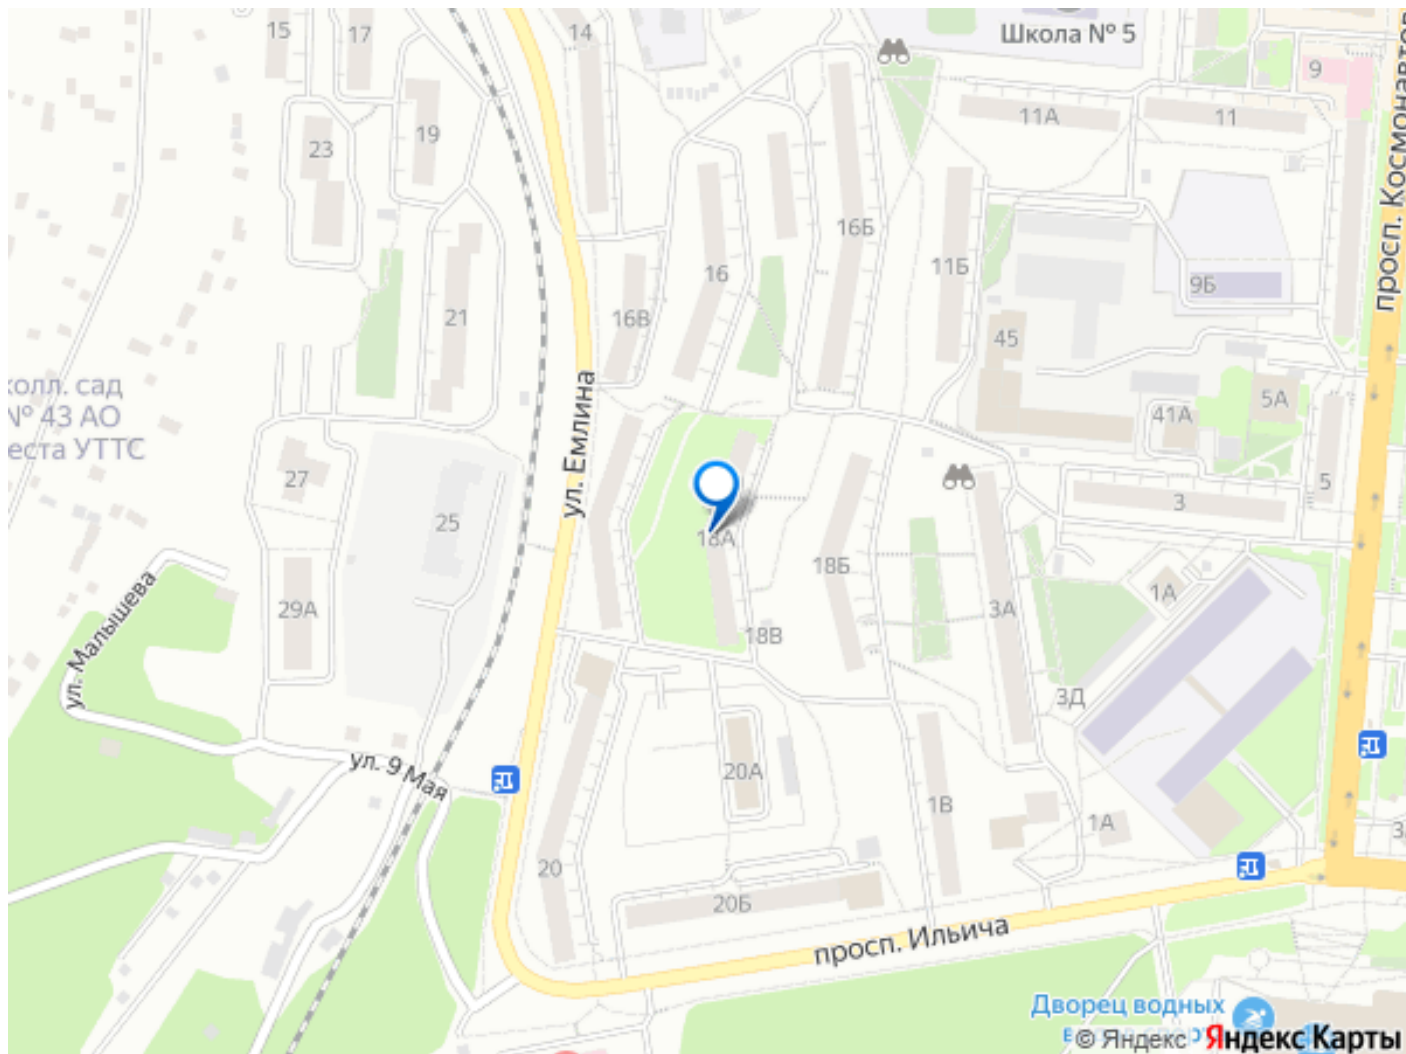 15
17
14
Школа № 5
9
11А
11
просп. Космонавтов
23
19
16Б
16
11Б
9Б
21
16В
45
колл. сад
№ 43 АО
треста УТТС
ул. Емлина
41А
5А
27
5
3
25
18А
18Б
29А
ул. Малышева
3А
1А
18В
3Д
ул. 9 Мая
20А
1В
1А
20
20Б
просп. Ильича
Дворец водных
© Яндекс Яндекс Карты